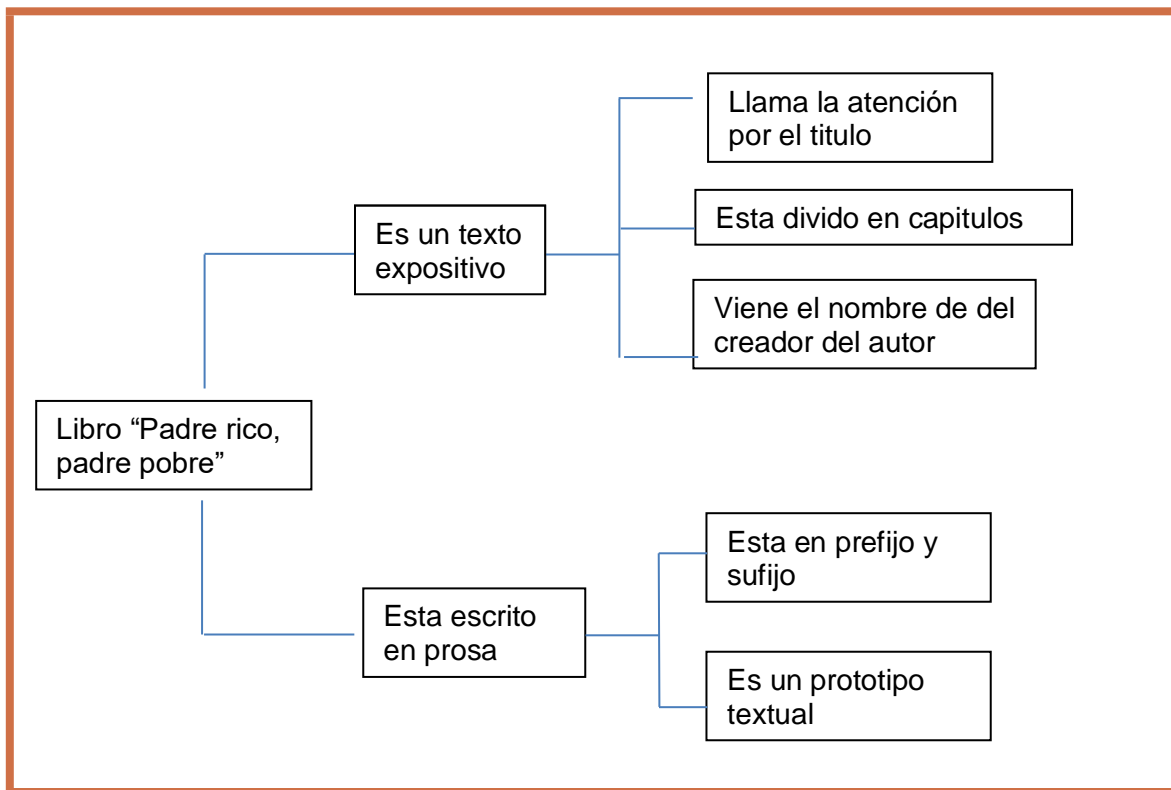 Llama la atención
por el titulo
Esta divido en capitulos
Es un texto
expositivo
Viene el nombre de del
creador del autor
Libro “Padre rico,
padre pobre”
Esta en prefijo y
sufijo
Esta escrito
en prosa
Es un prototipo
textual